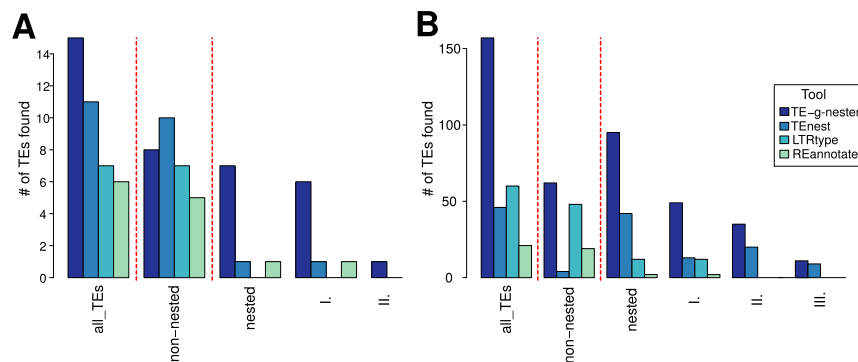 A
# of TEs found
14
12
10
8
6
4
2
0
all_TEs
non-nested
nested
I.
II.
B
# of TEs found
150
100
50
0
all_TEs
non-nested
nested
I.
II.
III.
Tool
TE-g-nester
TEnest
LTRtype
REannotate